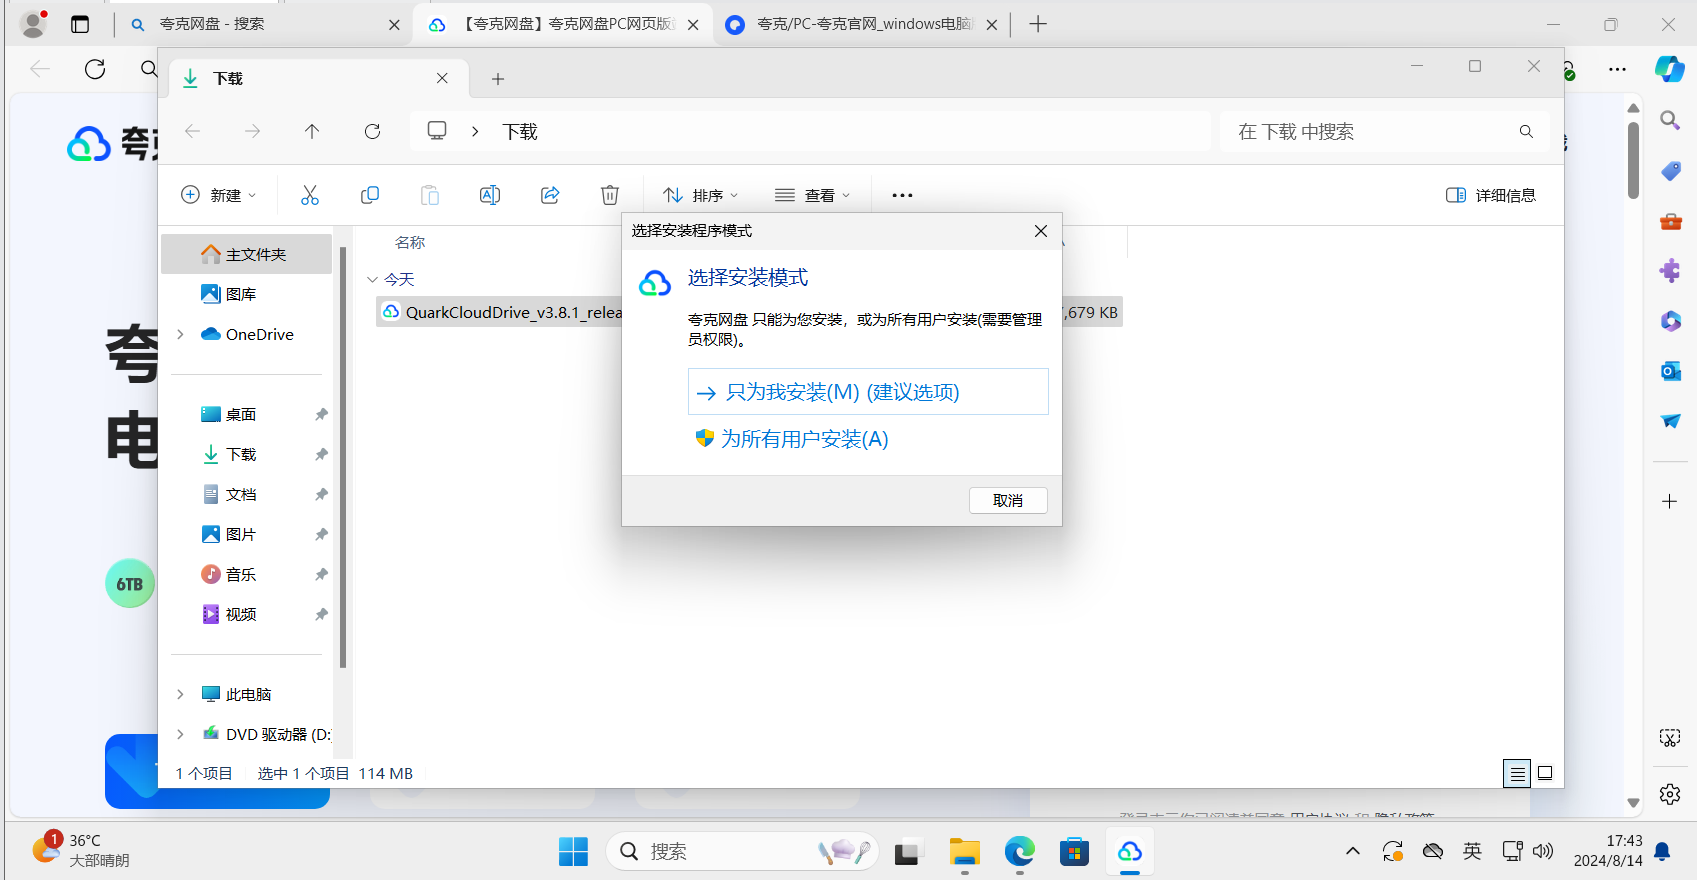 夸克网盘 - 搜索
【夸克网盘】夸克网盘PC网页版
夸克/PC-夸克官网_windows电脑
下载
下载
在 下载 中搜索
新建
排序
查看
详细信息
名称
今天
QuarkCloudDrive_v3.8.1_relea
,679 KB
主文件夹
图库
OneDrive
桌面
下载
文档
图片
音乐
视频
此电脑
DVD 驱动器 (D:
1 个项目
选中 1 个项目 114 MB
选择安装程序模式
选择安装模式
夸克网盘 只能为您安装，或为所有用户安装(需要管理
员权限)。
只为我安装(M) (建议选项)
为所有用户安装(A)
取消
夸
夸
电
6TB
1
36°C
大部晴朗
搜索
英
17:43
2024/8/14